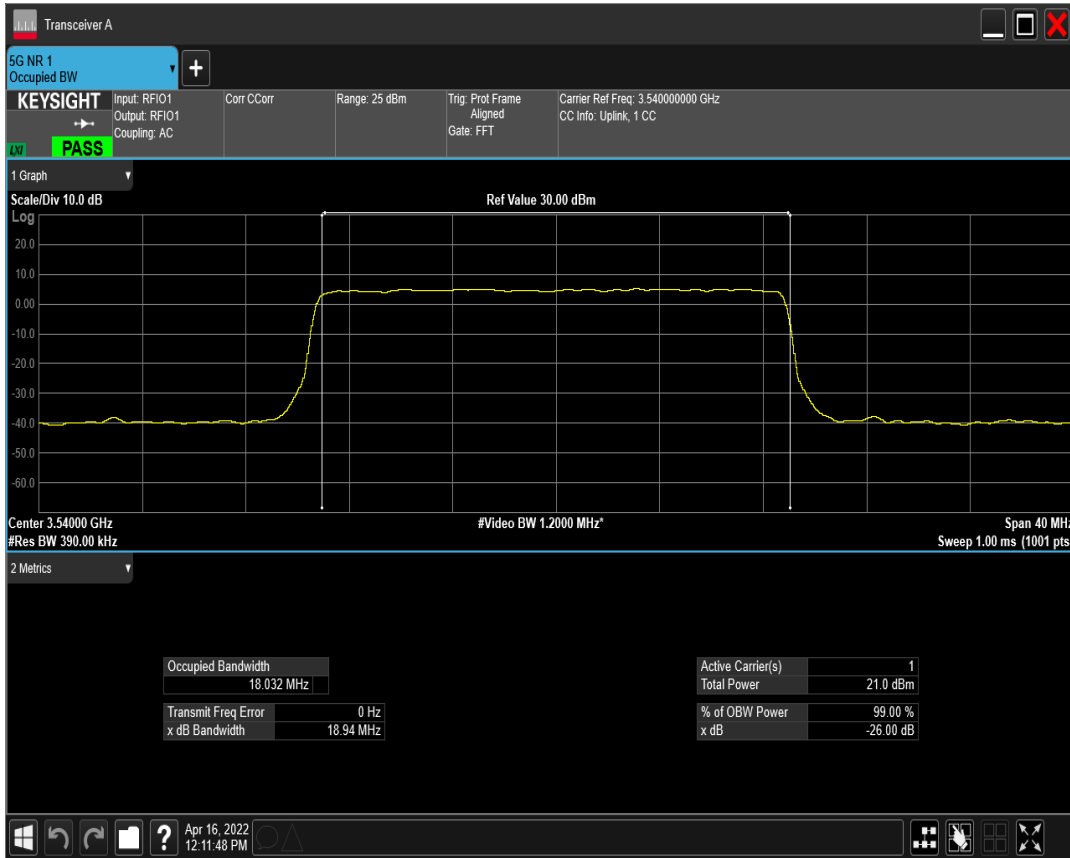 Transceiver A
5G NR 1
Occupied BW
+
KEYSIGHT
LXI
PASS
Input: RFIO1
Output: RFIO1
Coupling: AC
Corr CCorr
Range: 25 dBm
Trig: Prot Frame
Aligned
Gate: FFT
Carrier Ref Freq: 3.540000000 GHz
CC Info: Uplink, 1 CC
1 Graph
Scale/Div 10.0 dB
Ref Value 30.00 dBm
Log
20.0
10.0
0.00
-10.0
-20.0
-30.0
-40.0
-50.0
-60.0
Center 3.54000 GHz
#Video BW 1.2000 MHz*
Span 40 MHz
#Res BW 390.00 kHz
Sweep 1.00 ms (1001 pts
2 Metrics
Occupied Bandwidth
18.032 MHz
Transmit Freq Error 0 Hz
x dB Bandwidth 18.94 MHz
Active Carrier(s) 1
Total Power 21.0 dBm
% of OBW Power 99.00 %
x dB -26.00 dB
?
Apr 16, 2022
12:11:48 PM